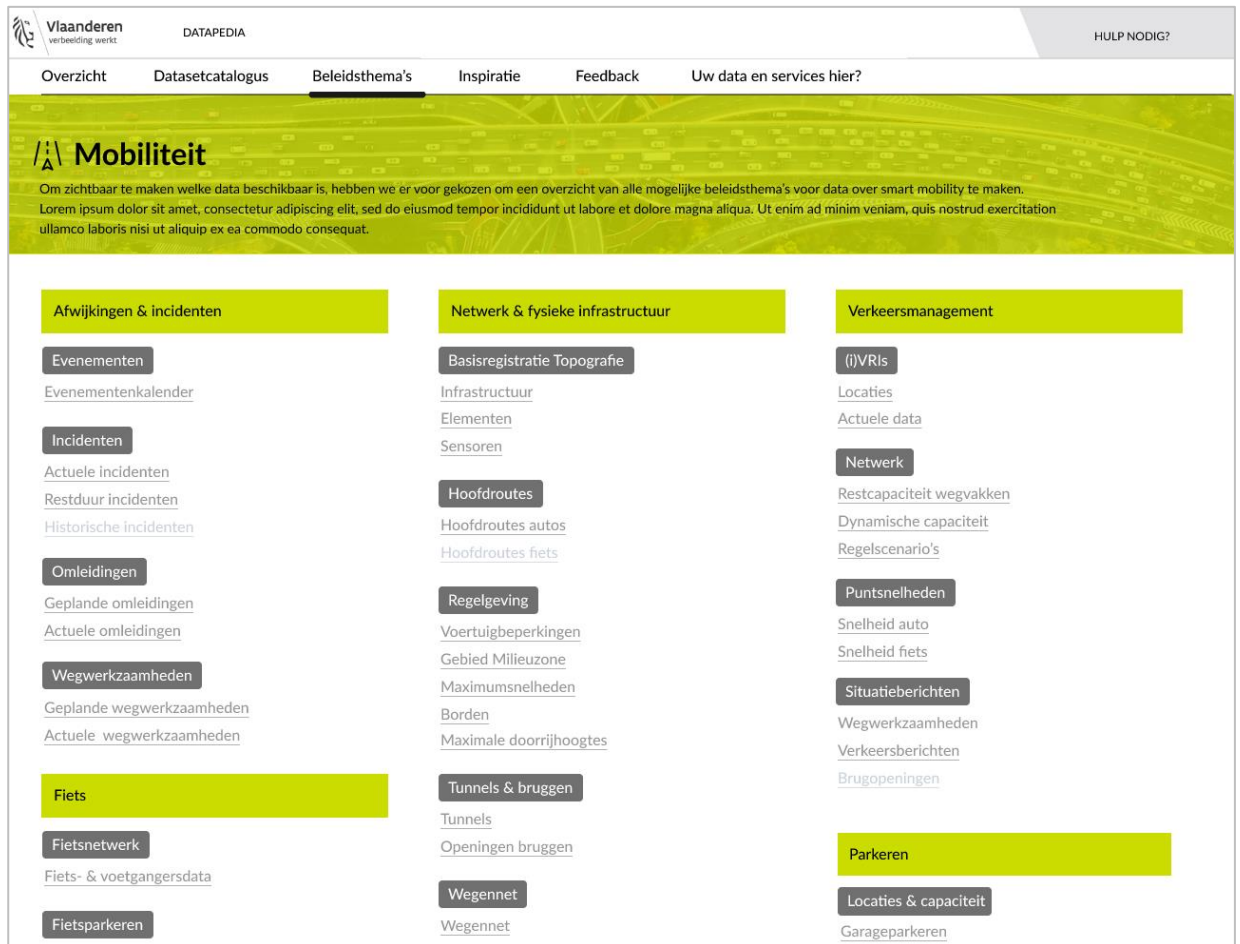 Vlaanderen
verbeelding werkt
DATAPEDIA
HULP NODIG?
Overzicht Datasetcatalogus Beleidsthema's Inspiratie Feedback Uw data en services hier?
Mobiliteit
Om zichtbaar te maken welke data beschikbaar is, hebben we er voor gekozen om een overzicht van alle mogelijke beleidsthema's voor data over smart mobility te maken.
Lorem ipsum dolor sit amet, consectetur adipiscing elit, sed do eiusmod tempor incididunt ut labore et dolore magna aliqua. Ut enim ad minim veniam, quis nostrud exercitation
ullamco laboris nisi ut aliquip ex ea commodo consequat.
Afwijkingen & incidenten
Evenementen
Evenementenkalender
Incidenten
Actuele incidenten
Restduur incidenten
Historische incidenten
Omleidingen
Geplande omleidingen
Actuele omleidingen
Wegwerkzaamheden
Geplande wegwerkzaamheden
Actuele wegwerkzaamheden
Fiets
Fietsnetwerk
Fiets- & voetgangersdata
Fietsparkeren
Netwerk & fysieke infrastructuur
Basisregistratie Topografie
Infrastructuur
Elementen
Sensoren
Hoofdroutes
Hoofdroutes autos
Hoofdroutes fiets
Regelgeving
Voertuigbeperkingen
Gebied Milieuzone
Maximumsnelheden
Borden
Maximale doorrijhoogtes
Tunnels & bruggen
Tunnels
Openingen bruggen
Wegennet
Wegennet
Verkeersmanagement
(i)VRIs
Locaties
Actuele data
Netwerk
Restcapaciteit wegvakken
Dynamische capaciteit
Regelscenario's
Puntsnelheden
Snelheid auto
Snelheid fiets
Situatieberichten
Wegwerkzaamheden
Verkeersberichten
Brugopeningen
Parkeren
Locaties & capaciteit
Garageparkeren